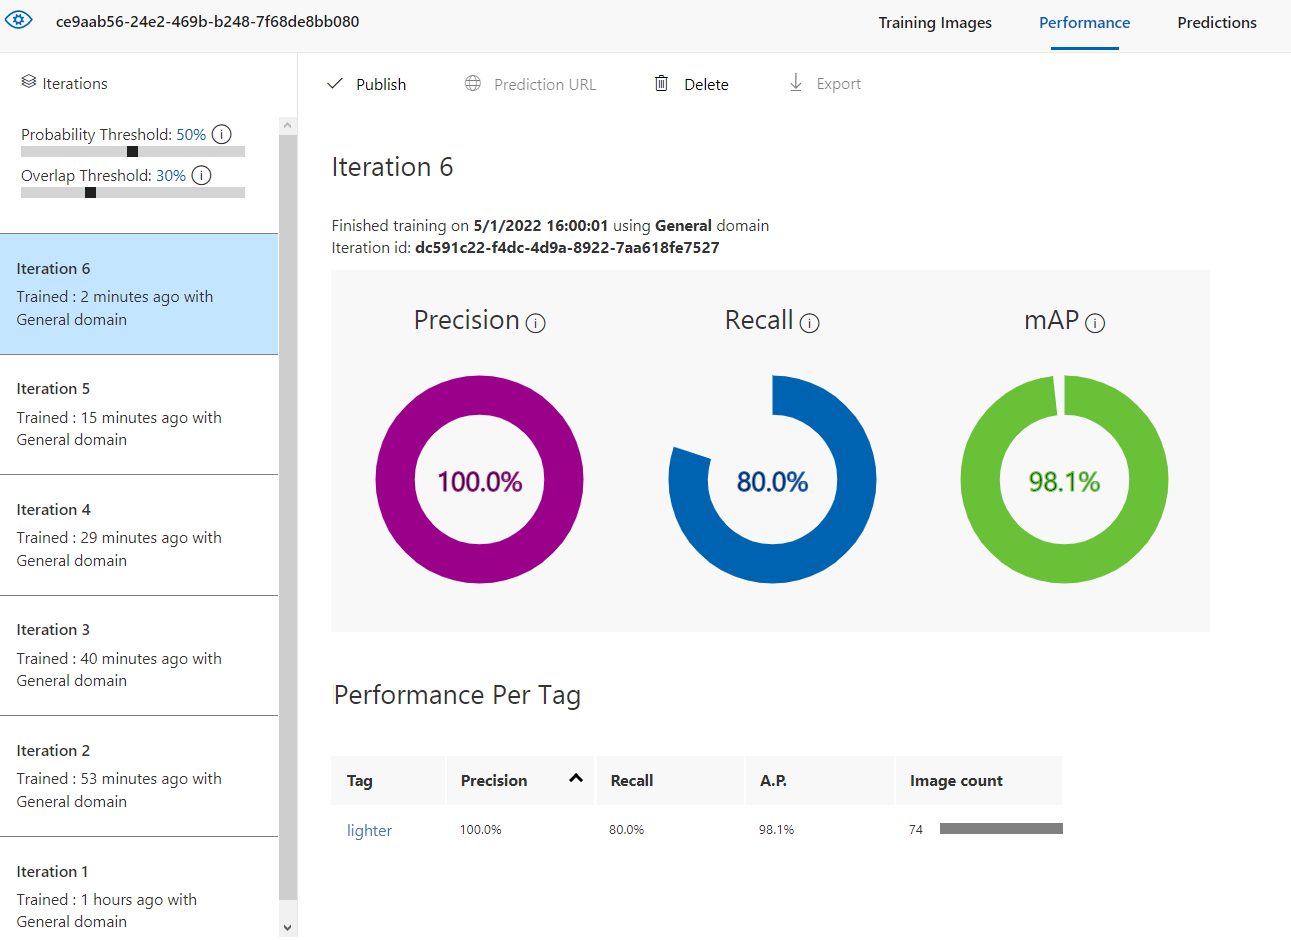 ce9aab56-24e2-469b-b248-7f68de8bb080
Training Images
Performance
Predictions
Iterations
Probability Threshold: 50%
Overlap Threshold: 30%
Iteration 6
Trained : 2 minutes ago with
General domain
Iteration 5
Trained : 15 minutes ago with
General domain
Iteration 4
Trained : 29 minutes ago with
General domain
Iteration 3
Trained : 40 minutes ago with
General domain
Iteration 2
Trained : 53 minutes ago with
General domain
Iteration 1
Trained : 1 hours ago with
General domain
Publish
Prediction URL
Delete
Export
Iteration 6
Finished training on 5/1/2022 16:00:01 using General domain
Iteration id: dc591c22-f4dc-4d9a-8922-7aa618fe7527
Precision
Recall
mAP
100.0%
80.0%
98.1%
Performance Per Tag
Tag Precision Recall A.P. Image count
lighter 100.0% 80.0% 98.1% 74